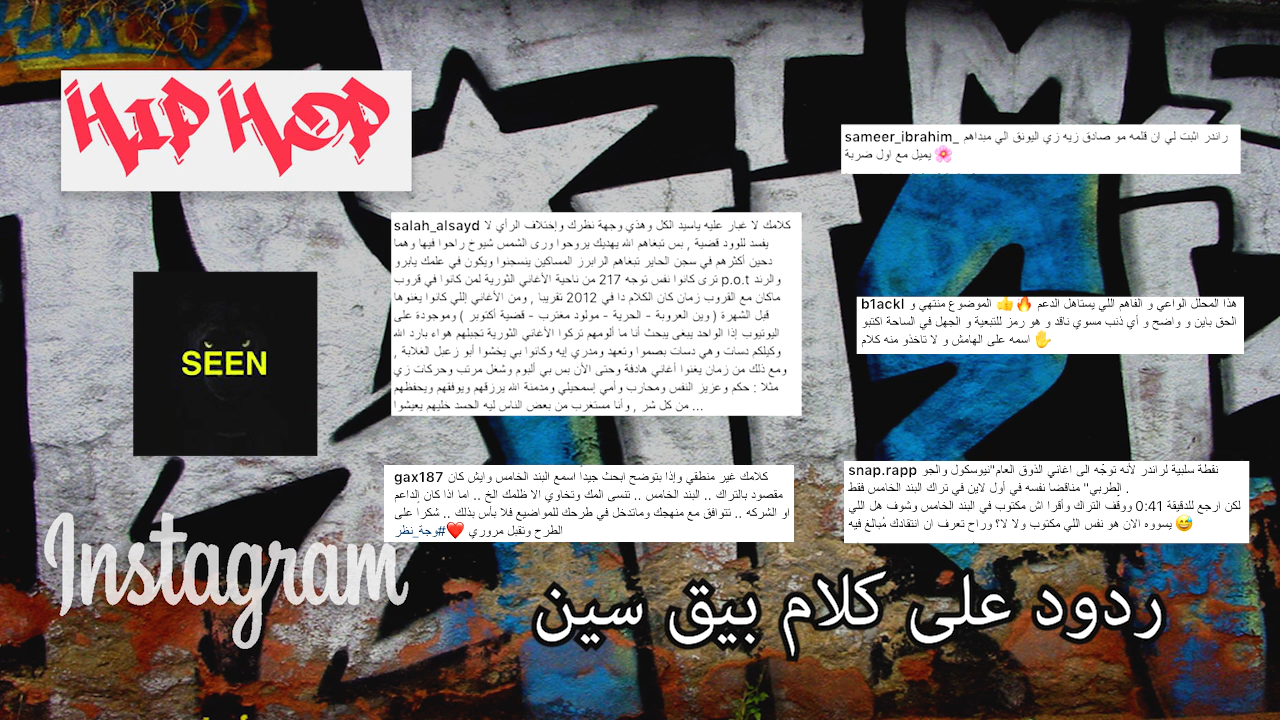 HIP HOP
SEEN
Instagram
salah_alsayd كلامك لا غبار عليه ياسيد الكل وهذي وجهة نظرك وإختلاف الرأي لا
يفسد للوود قضية , بس تبغاهم الله يهديك يروحوا ورى الشمس شيوخ راحوا فيها وهما
دحين أكثرهم في سجن الحاير تبغاهم الرابرز المساكين ينسجنوا ويكون في علمك يابرو
والرند p.o.t ترى كانوا نفس توجه 217 من ناحية الأغاني الثورية لمن كانوا في قروب
ماكان مع القروب زمان كان الكلام دا في 2012 تقريبا , ومن الأغاني إللي كانوا يغنوها
قبل الشهرة ( وين العروبة - الحرية - مولود مغترب - قضية أكتوبر ) وموجودة على
اليوتيوب إذا الواحد يبغى يبحث أنا ما ألومهم تركوا الأغاني الثورية تجبلهم هواء بارد الله
وكيلكم دسات وهي دسات بصموا وتعهد ومدري إيه وكانوا بي يخشوا أبو زعبل الغلابة ,
ومع ذلك من زمان يغنوا أغاني هادفة وحتى الآن بس بي ألبوم وشغل مرتب وحركات زي
مثلا : حكم وعزيز النفس ومحارب وأمي إسمحيلي ومدمنة الله يرزقهم ويوفقهم ويحفظهم
من كل شر , وأنا مستغرب من بعض الناس ليه الحسد خليهم يعيشوا ...
gax187 كلامك غير منطقي وإذا بتوضح ابحث جيدا اسمع البند الخامس وايش كان
مقصود بالتراك .. البند الخامس .. تنسى المك وتخاوي الا ظلمك الخ .. اما اذا كان الداعم
او الشركه .. تتوافق مع منهجك وماتدخل في طرحك للمواضيع فلا بأس بذلك .. شكرا على
الطرح وتقبل مروري ❤️#وجة_نظر
sameer_ibrahim_ راندر اثبت لي ان قلمه مو صادق زيه زي اليونق الي مبداهم
يميل مع اول ضربة 🌸
b1ackl هذا المحلل الواعي و الفاهم اللي يستاهل الدعم 🔥👍 الموضوع منتهي و
الحق باين و واضح و أي ذنب مسوي ناقد و هو رمز للتبعية و الجهل في الساحة اكتبو
اسمه على الهامش و لا تاخذو منه كلام ✋
snap.rapp نقطة سلبية لراندر لأنه توجّه الى اغاني الذوق العام"نيوسكول والجو
الطربي" مناقضاً نفسه في أول لاين في تراك البند الخامس فقط .
لكن ارجع للدقيقة 0:41 ووقف التراك وأقرا اش مكتوب في البند الخامس وشوف هل اللي
يسووه الان هو نفس اللي مكتوب ولا لا؟ وراح تعرف ان انتقادك مُبالغ فيه 😅
ردود على كلام بيق سين